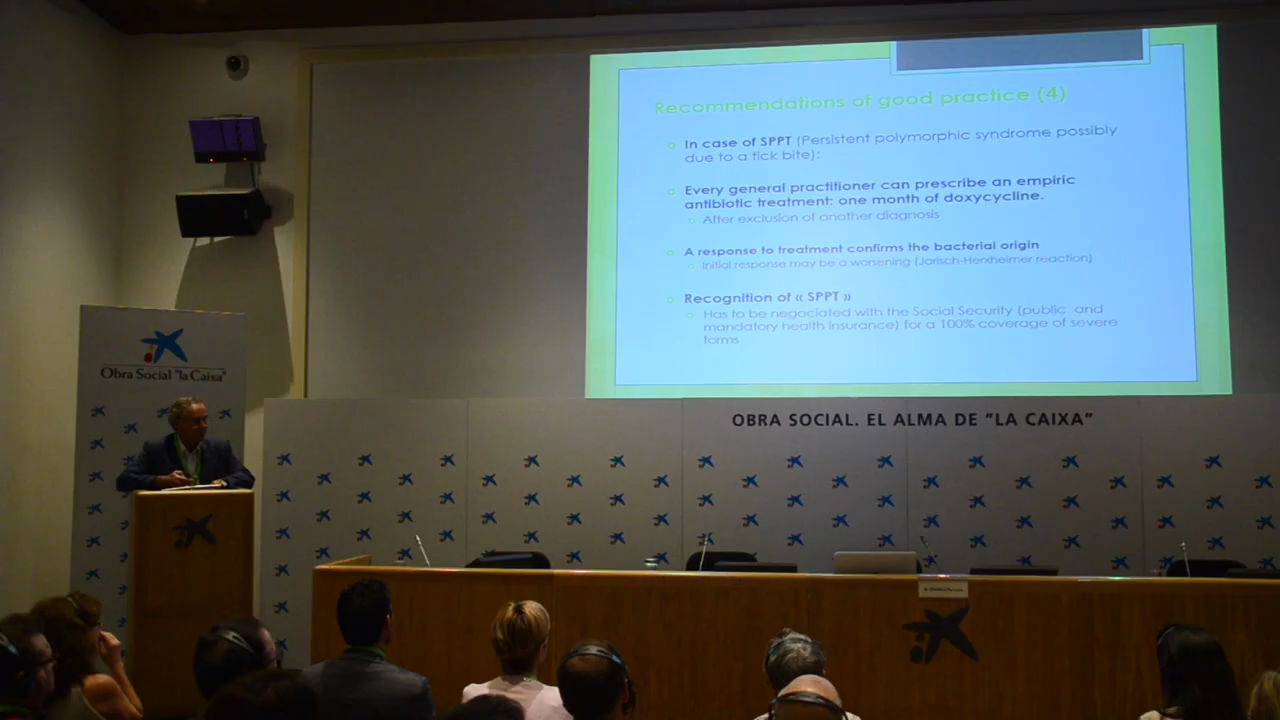 Recommendations of good practice (4)
In case of SPPT (Persistent polymorphic syndrome possibly
due to a tick bite):
Every general practitioner can prescribe an empiric
antibiotic treatment: one month of doxycycline.
After exclusion of another diagnosis
A response to treatment confirms the bacterial origin
Initial response may be a worsening (Jarisch-Herxheimer reaction)
Recognition of « SPPT »
Has to be negotiated with the Social Security (public and
mandatory health insurance) for a 100% coverage of severe
forms
Obra Social "la Caixa"
OBRA SOCIAL. EL ALMA DE "LA CAIXA"